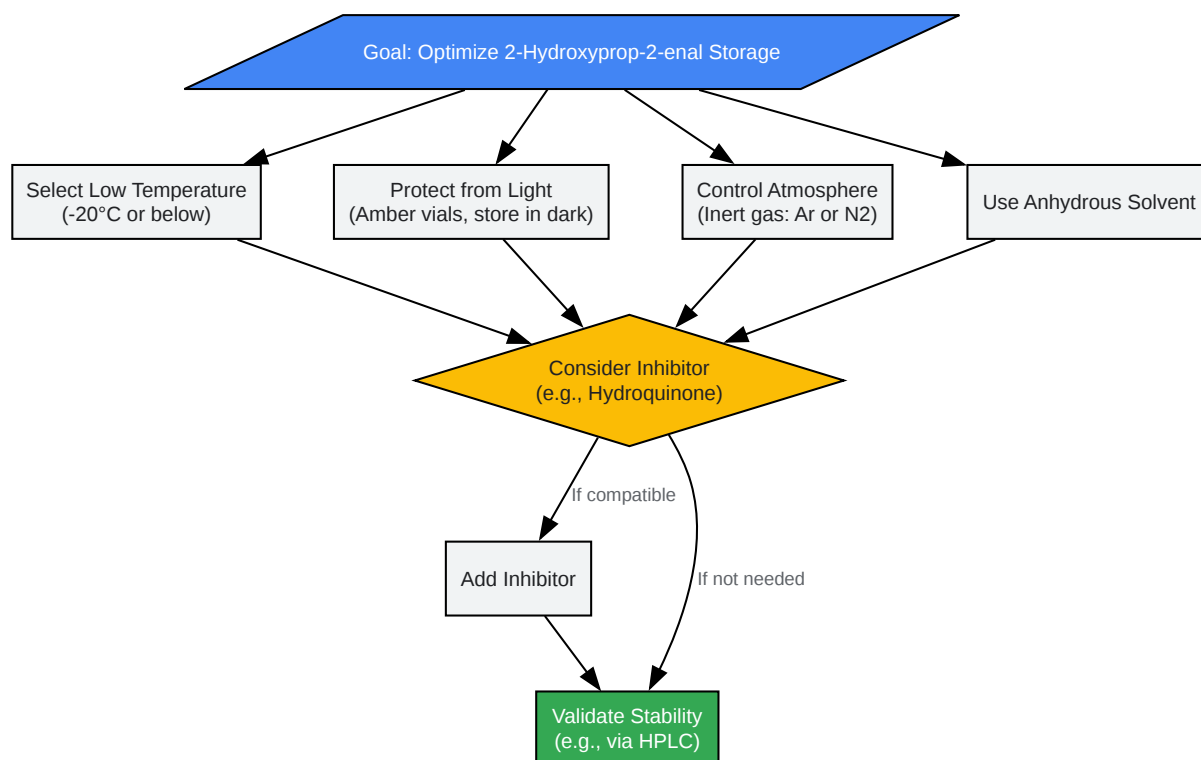 Goal: Optimize 2-Hydroxyprop-2-enal Storage
Select Low Temperature
(-20°C or below)
Protect from Light
(Amber vials, store in dark)
Control Atmosphere
(Inert gas: Ar or N2)
Use Anhydrous Solvent
Consider Inhibitor
(e.g., Hydroquinone)
If compatible
Add Inhibitor
If not needed
Validate Stability
(e.g., via HPLC)